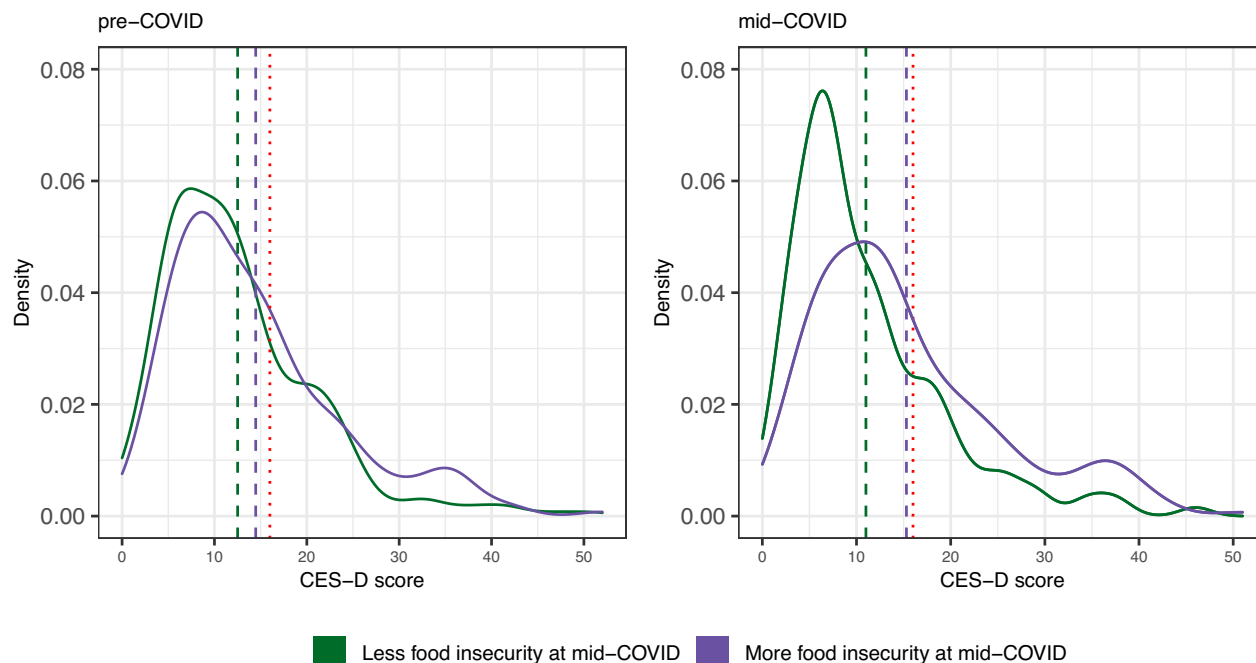 pre−COVID
mid−COVID
0.08
0.06
0.04
0.02
0.00
Density
0 10 20 30 40 50
CES−D score
0.08
0.06
0.04
0.02
0.00
Density
0 10 20 30 40 50
CES−D score
Less food insecurity at mid−COVID
More food insecurity at mid−COVID